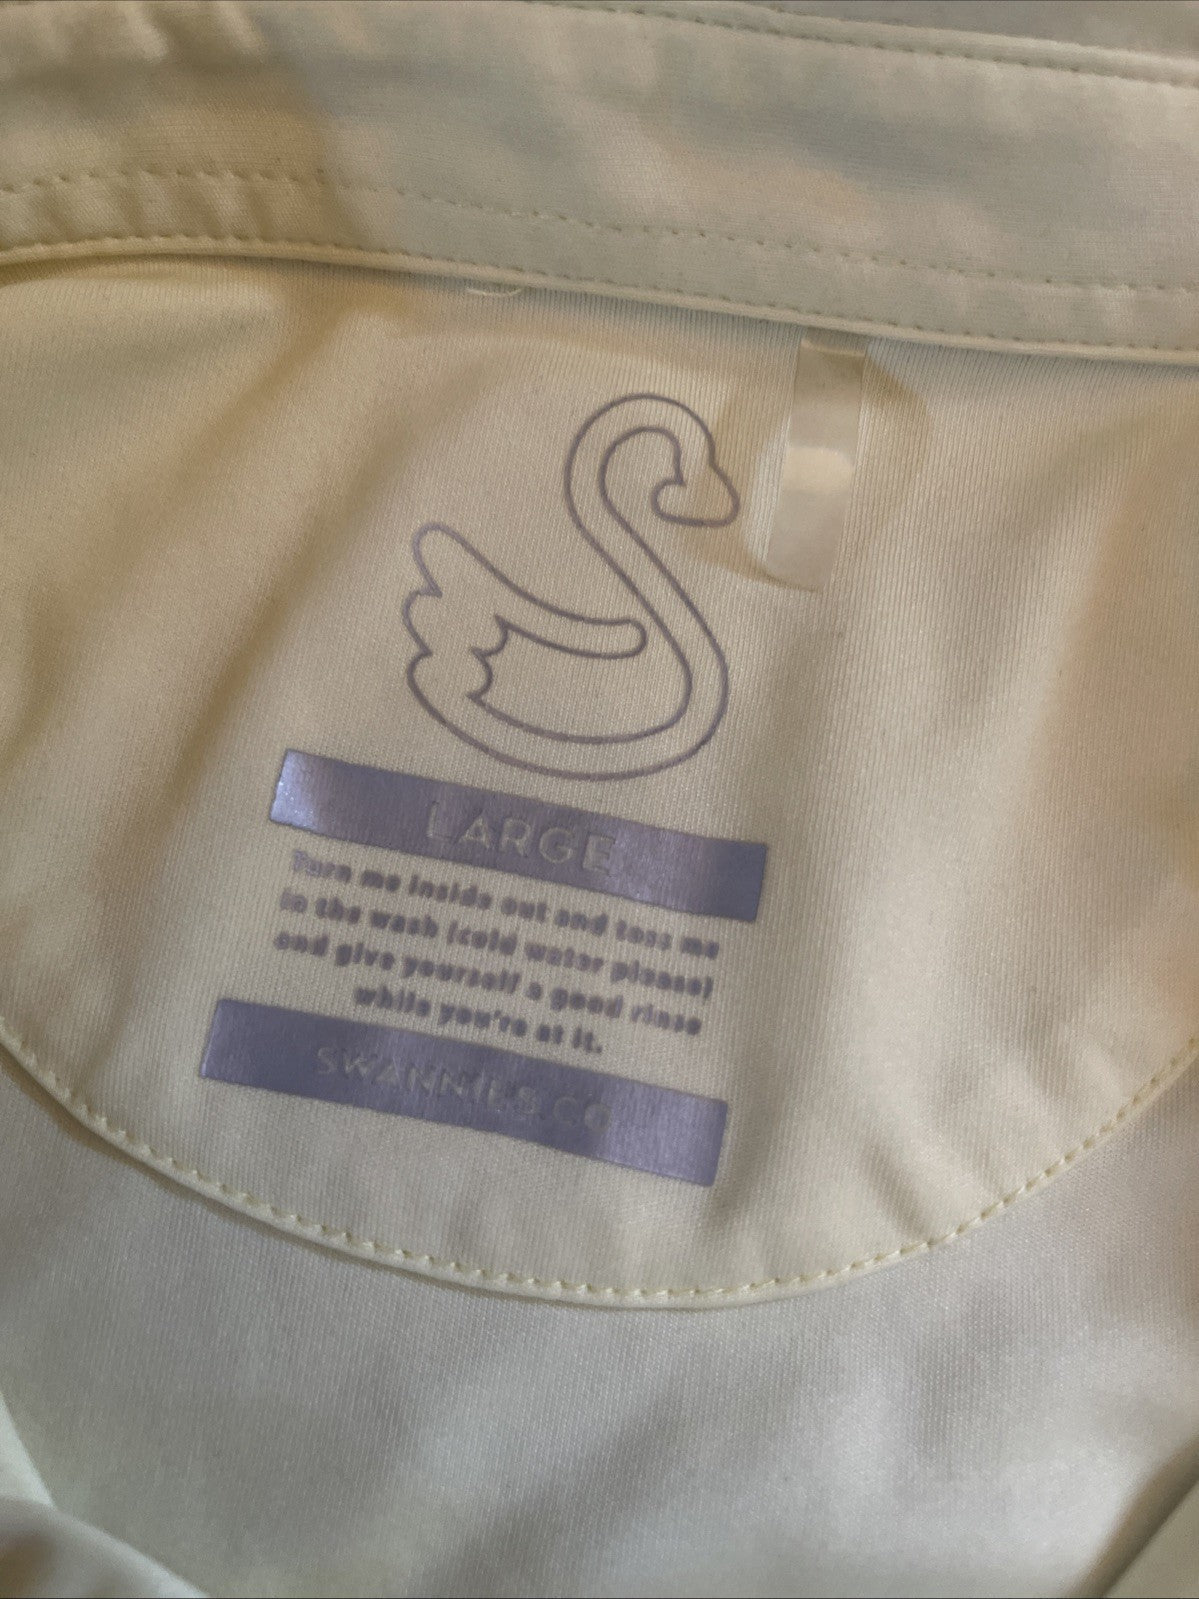 LARGE
Turn me inside out and toss me
in the wash (cold water please)
and give yourself a good rinse
while you're at it.
SWANNIES CO